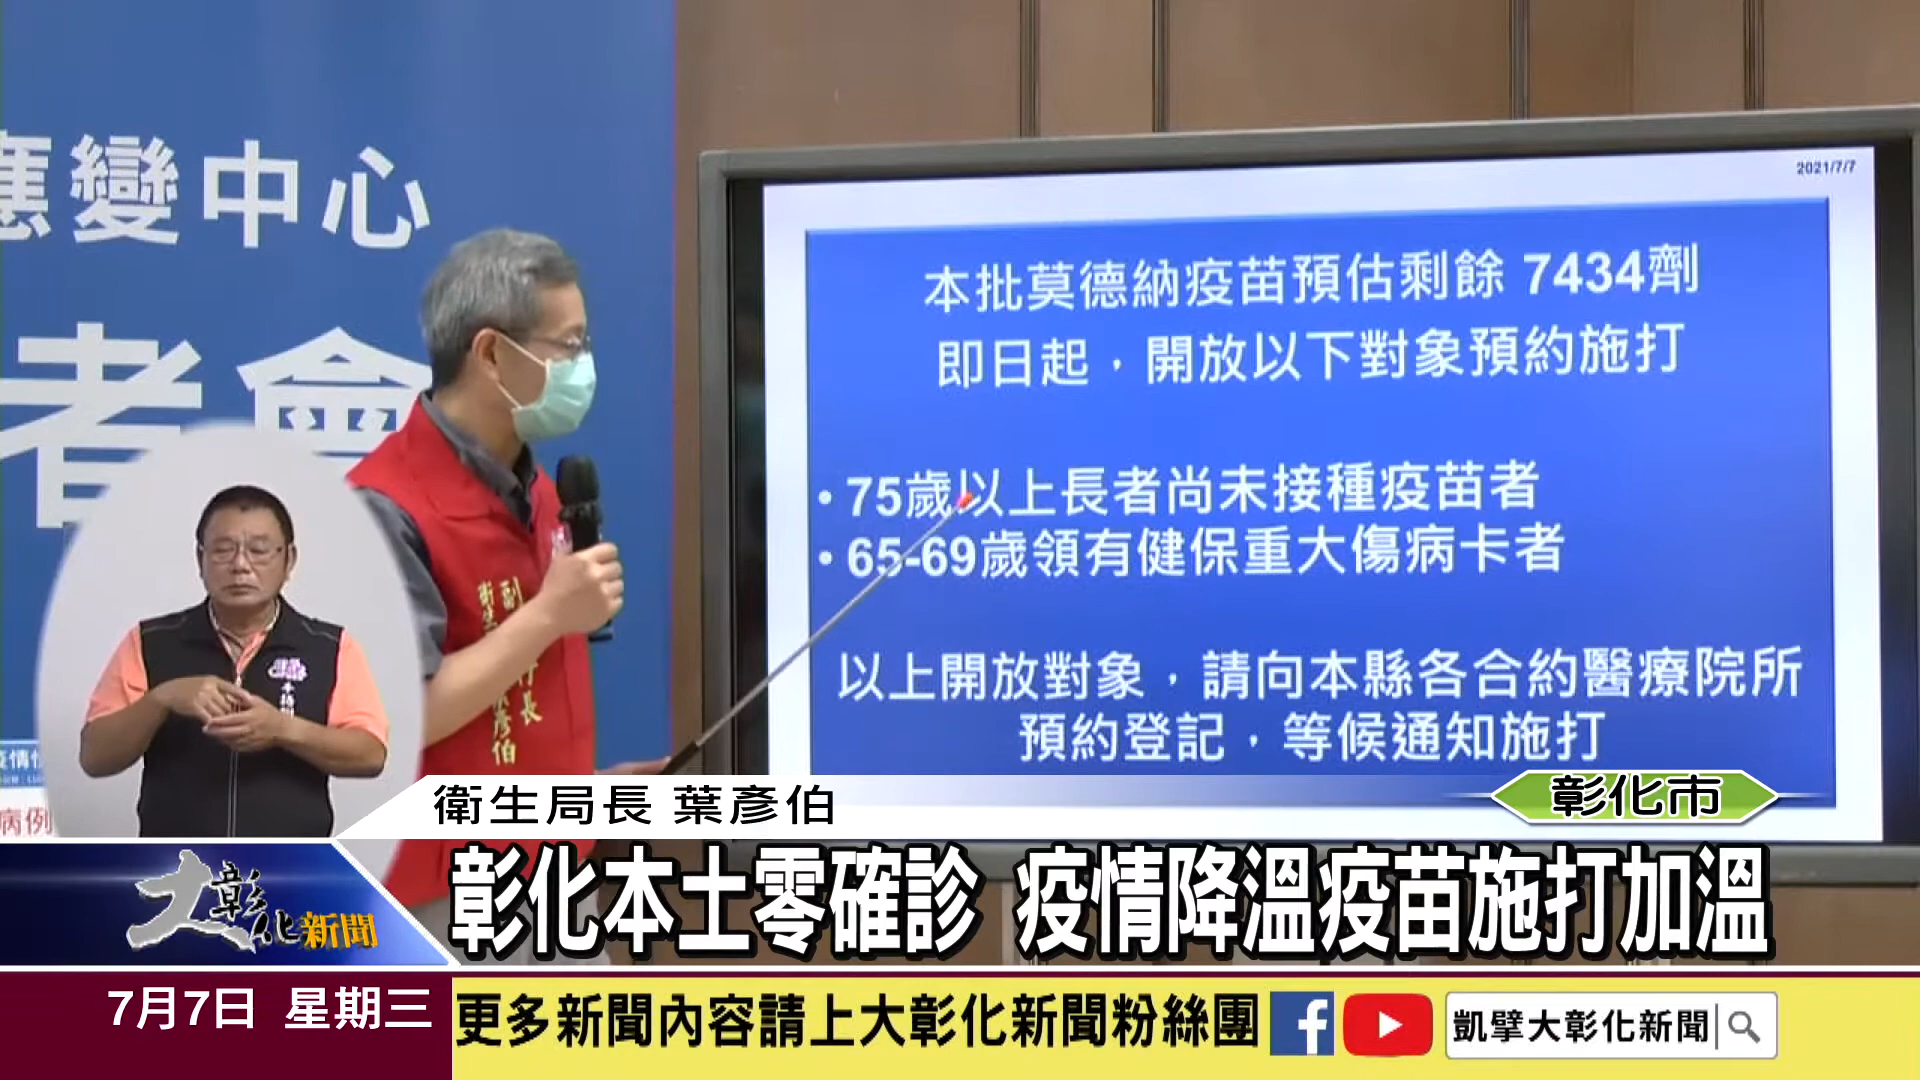 應變中心
者會
2021/7/7
本批莫德納疫苗預估剩餘 7434劑
即日起，開放以下對象預約施打
• 75歲以上長者尚未接種疫苗者
• 65-69歲領有健保重大傷病卡者
以上開放對象，請向本縣各合約醫療院所
預約登記，等候通知施打
病例
衛生局長 葉彥伯
彰化市
大彰化新聞
彰化本土零確診 疫情降溫疫苗施打加溫
7月7日 星期三
更多新聞內容請上大彰化新聞粉絲團
凱擘大彰化新聞